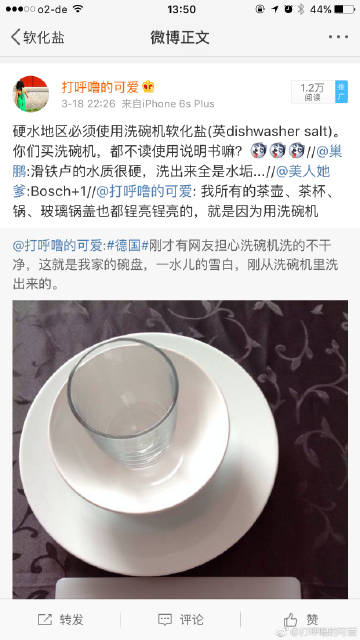 o2-de 13:50 44%
软化盐 微博正文
打呼噜的可爱
1.2万
阅读
推广
3-18 22:26 来自iPhone 6s Plus
硬水地区必须使用洗碗机软化盐(英dishwasher salt)。
你们买洗碗机，都不读使用说明书嘛？//@巢
鹏:滑铁卢的水质很硬，洗出来全是水垢...//@美人她
爹:Bosch+1//@打呼噜的可爱: 我所有的茶壶、茶杯、
锅、玻璃锅盖也都锃亮锃亮的，就是因为用洗碗机
@打呼噜的可爱:#德国#刚才有网友担心洗碗机洗的不干
净，这就是我家的碗盘，一水儿的雪白，刚从洗碗机里洗
出来的。
转发 评论 赞
@打呼噜的可爱